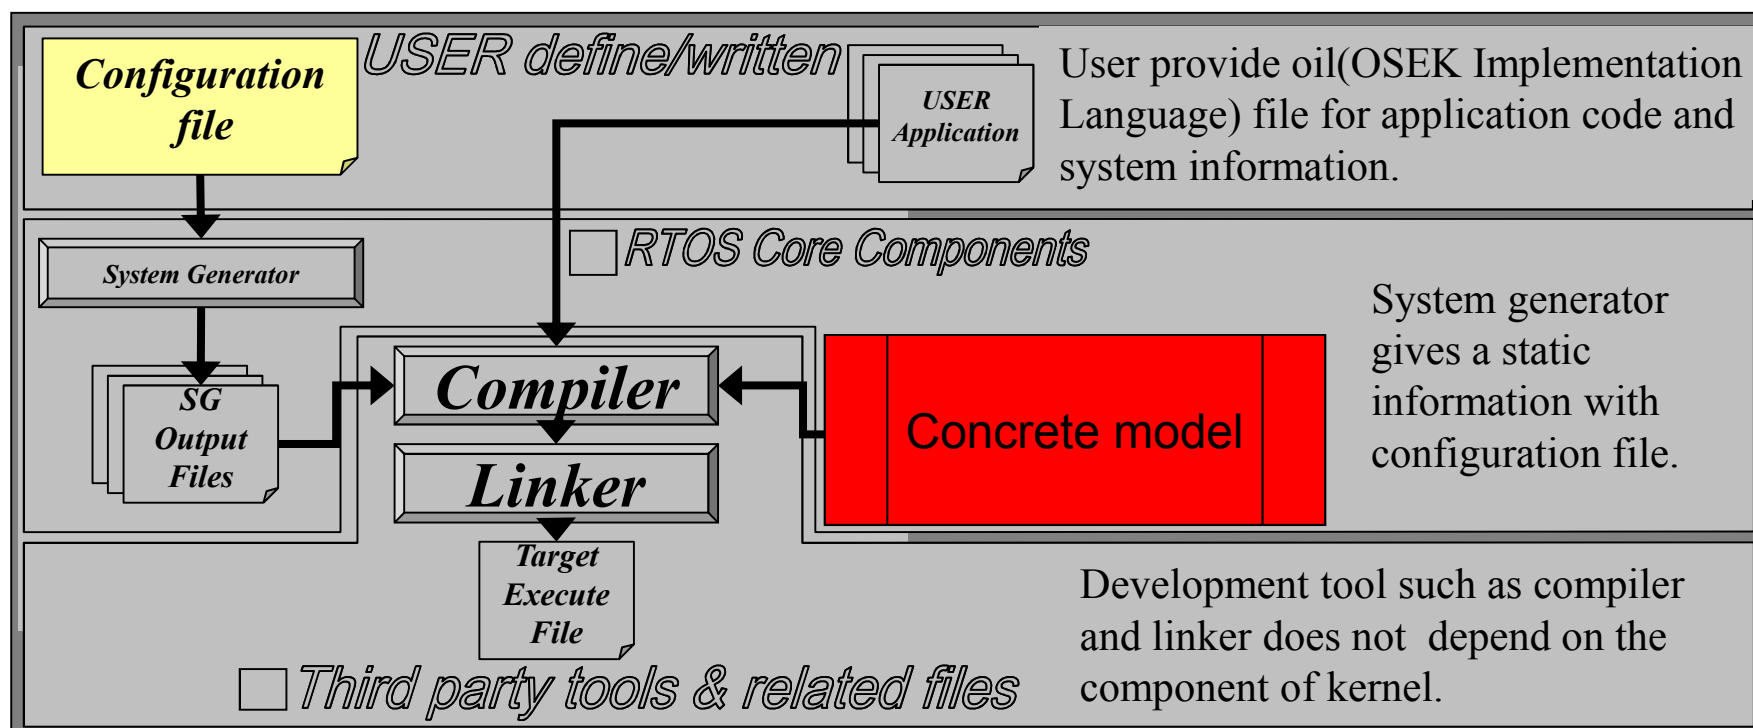 USER define/written
Configuration
file
USER
Application
User provide oil(OSEK Implementation
Language) file for application code and
system information.
RTOS Core Components
System Generator
SG
Output
Files
Compiler
Linker
Concrete model
System generator
gives a static
information with
configuration file.
Target
Execute
File
Development tool such as compiler
and linker does not depend on the
component of kernel.
Third party tools & related files